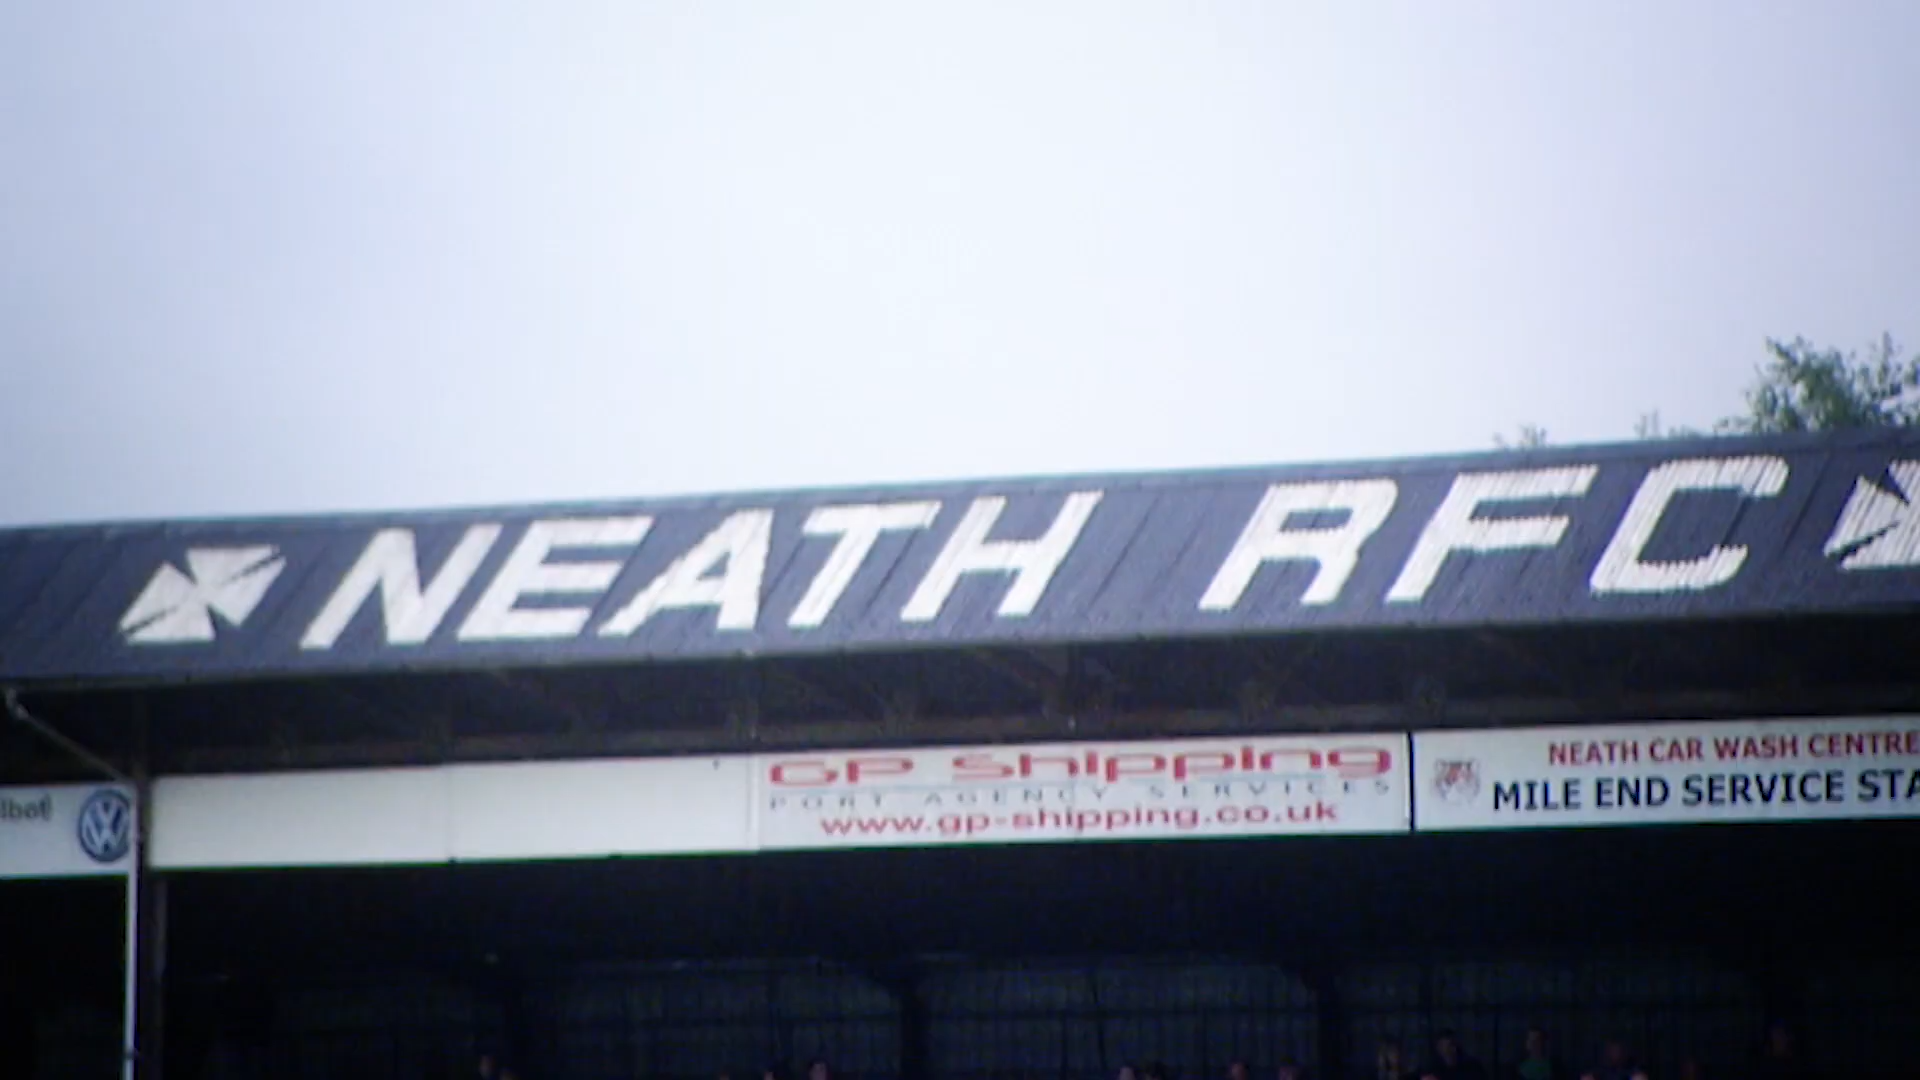 NEATH RFC
GP shipping
PORT AGENCY SERVICES
www.gp-shipping.co.uk
NEATH CAR WASH CENTRE
MILE END SERVICE STA
lbot